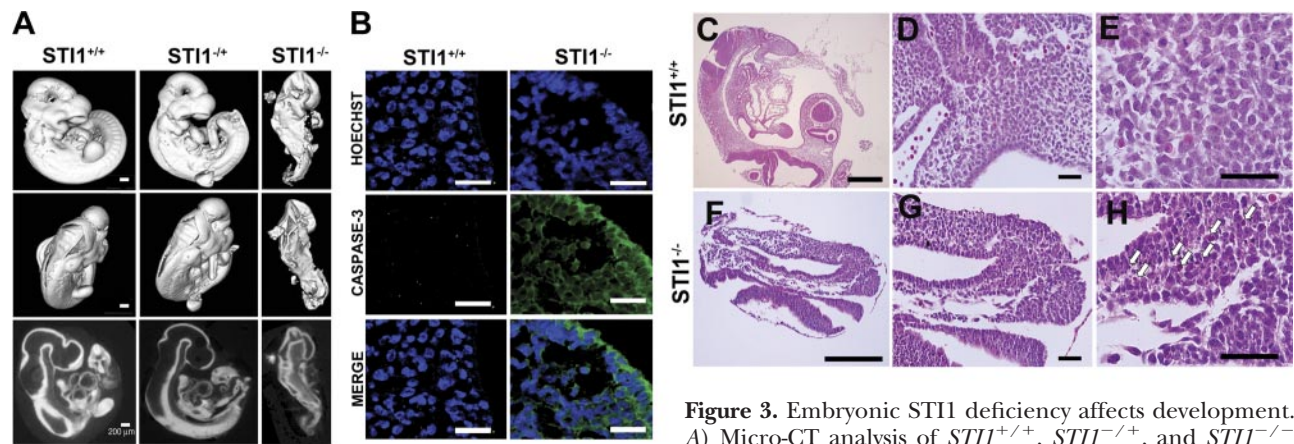 A
STI1+/+ STI1-/+ STI1-/-
200 µm
B
STI1+/+ STI1-/-
HOECHST
CASPASE-3
MERGE
C D E
STI1+/+
F G H
STI1-/-
Figure 3. Embryonic STI1 deficiency affects development.
A) Micro-CT analysis of STI1+/+, STI1−/+, and STI1−/−